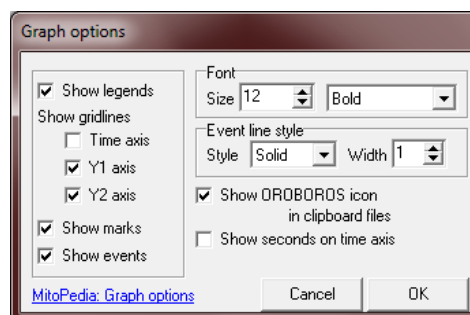 Graph options
Show legends
Show gridlines
Time axis
Y1 axis
Y2 axis
Show marks
Show events
Font
Size 12 Bold
Event line style
Style Solid Width 1
Show OROBOROS icon
in clipboard files
Show seconds on time axis
MitoPedia: Graph options
Cancel OK